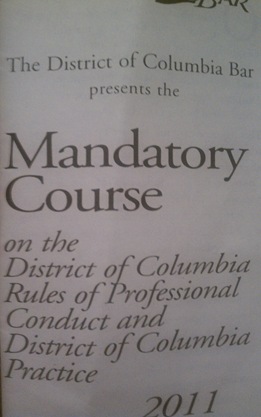 BAR
The District of Columbia Bar
presents the
Mandatory
Course
on the
District of Columbia
Rules of Professional
Conduct and
District of Columbia
Practice
2011